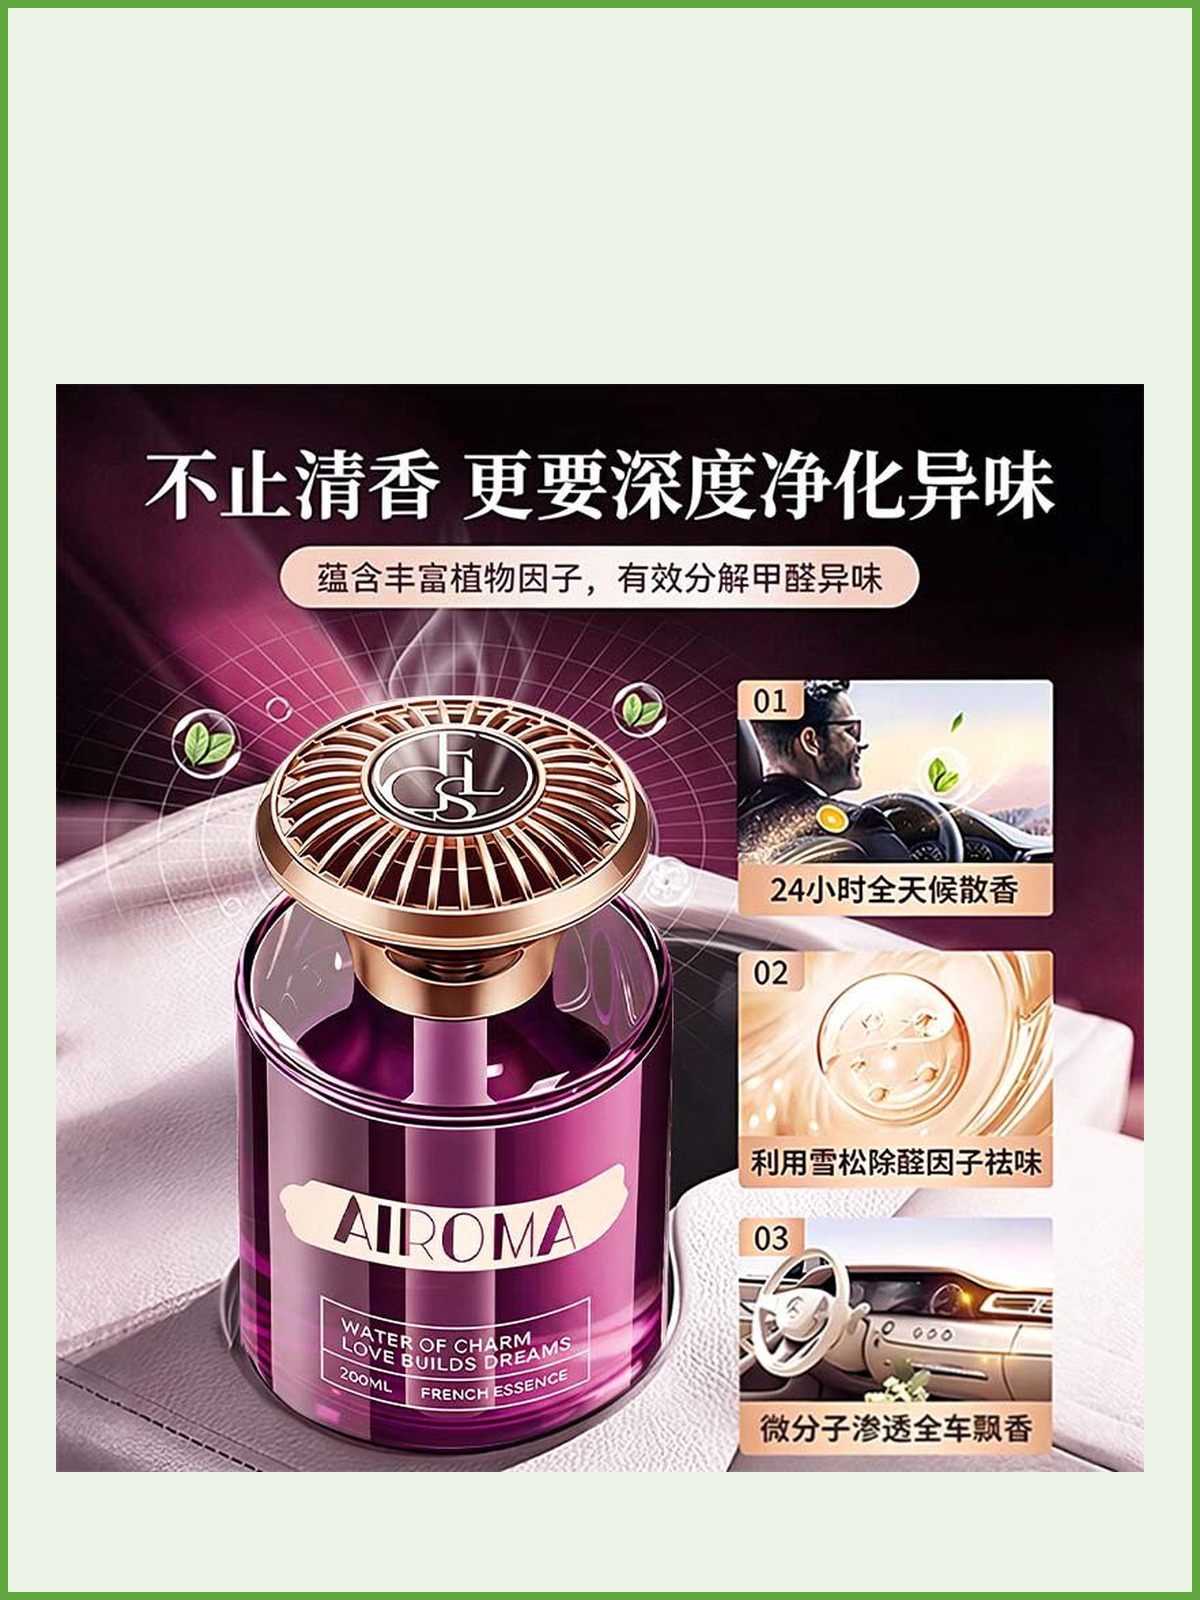 不止清香 更要深度净化异味
蕴含丰富植物因子，有效分解甲醛异味
01
24小时全天候散香
02
利用雪松除醛因子祛味
03
微分子渗透全车飘香
AIROMA
WATER OF CHARM
LOVE BUILDS DREAMS
200ML
FRENCH ESSENCE